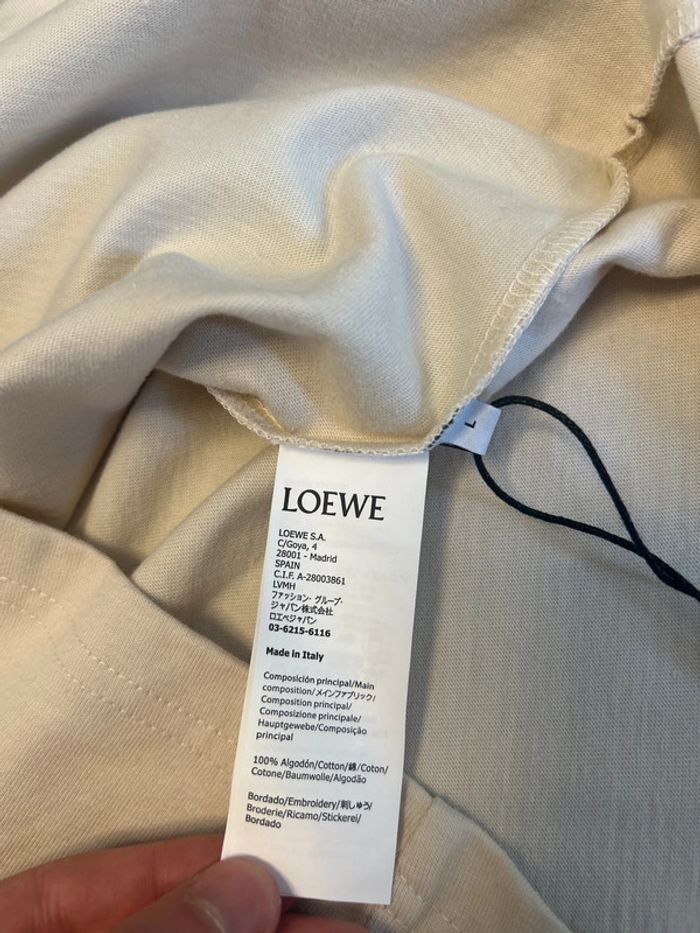 L
LOEWE
LOEWE S.A.
C/Goya, 4
28001 - Madrid
SPAIN
C.I.F. A-28003861
LVMH
ファッション・グループ・
ジャパン株式会社
ロエベジャパン
03-6215-6116
Made in Italy
Composición principal/Main
composition/メインファブリック/
Composition principal/
Composizione principale/
Hauptgewebe/Composição
principal
100% Algodón/Cotton/綿/Coton/
Cotone/Baumwolle/Algodão
Bordado/Embroidery/刺しゅう/
Broderie/Ricamo/Stickerei/
Bordado